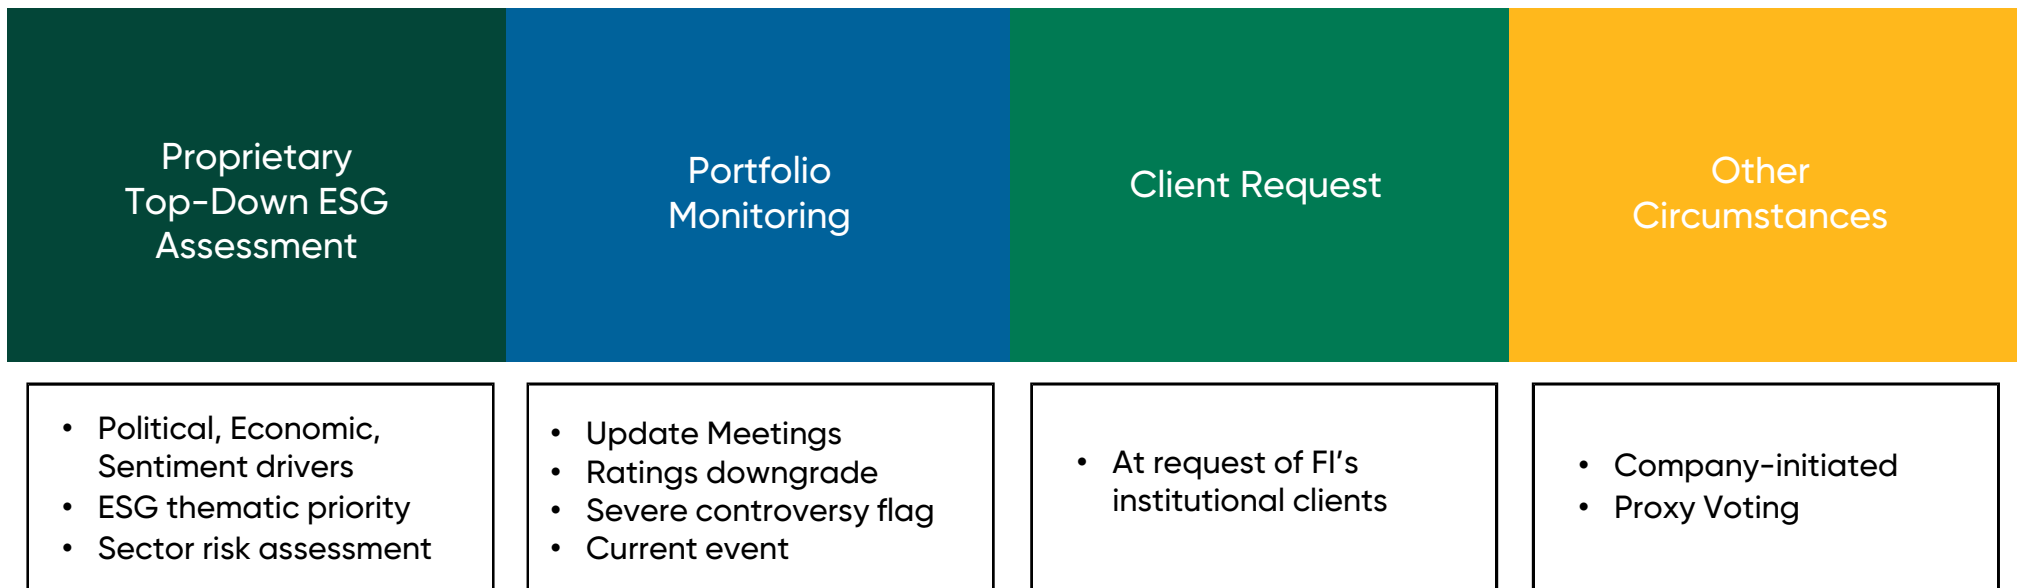 Proprietary
Top-Down ESG
Assessment
Portfolio
Monitoring
Client Request
Other
Circumstances
• Political, Economic,
Sentiment drivers
• ESG thematic priority
• Sector risk assessment
• Update Meetings
• Ratings downgrade
• Severe controversy flag
• Current event
• At request of FI's
institutional clients
• Company-initiated
• Proxy Voting